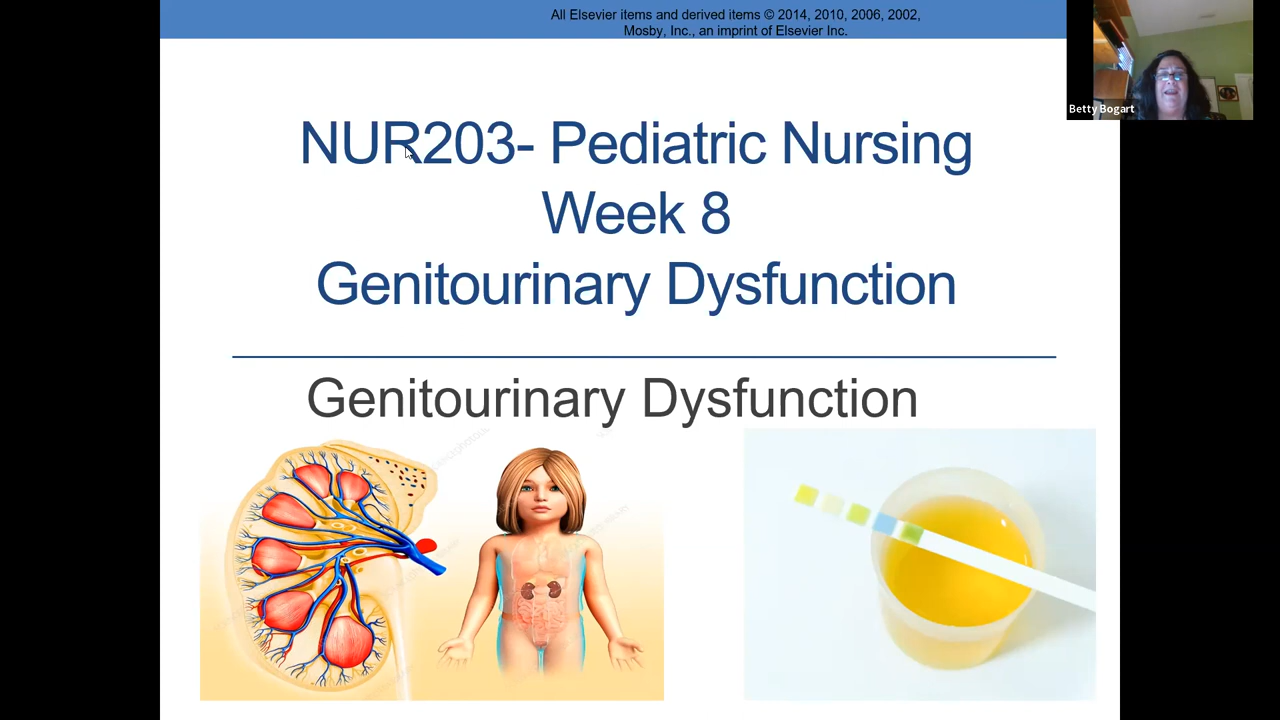 All Elsevier items and derived items © 2014, 2010, 2006, 2002,
Mosby, Inc., an imprint of Elsevier Inc.
Betty Bogart
NUR203- Pediatric Nursing
Week 8
Genitourinary Dysfunction
Genitourinary Dysfunction